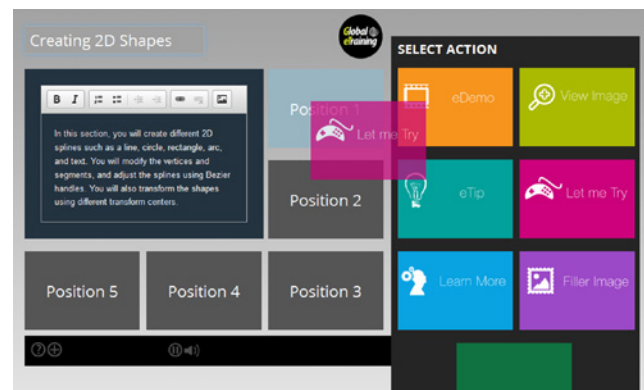 Creating 2D Shapes
Global
eTraining
SELECT ACTION
B I
In this section, you will create different 2D
splines such as a line, circle, rectangle, arc,
and text. You will modify the vertices and
segments, and adjust the splines using Bezier
handles. You will also transform the shapes
using different transform centers.
Position 1
Let me Try
eDemo
View Image
Position 2
eTip
Let me Try
Position 5
Position 4
Position 3
Learn More
Filler Image